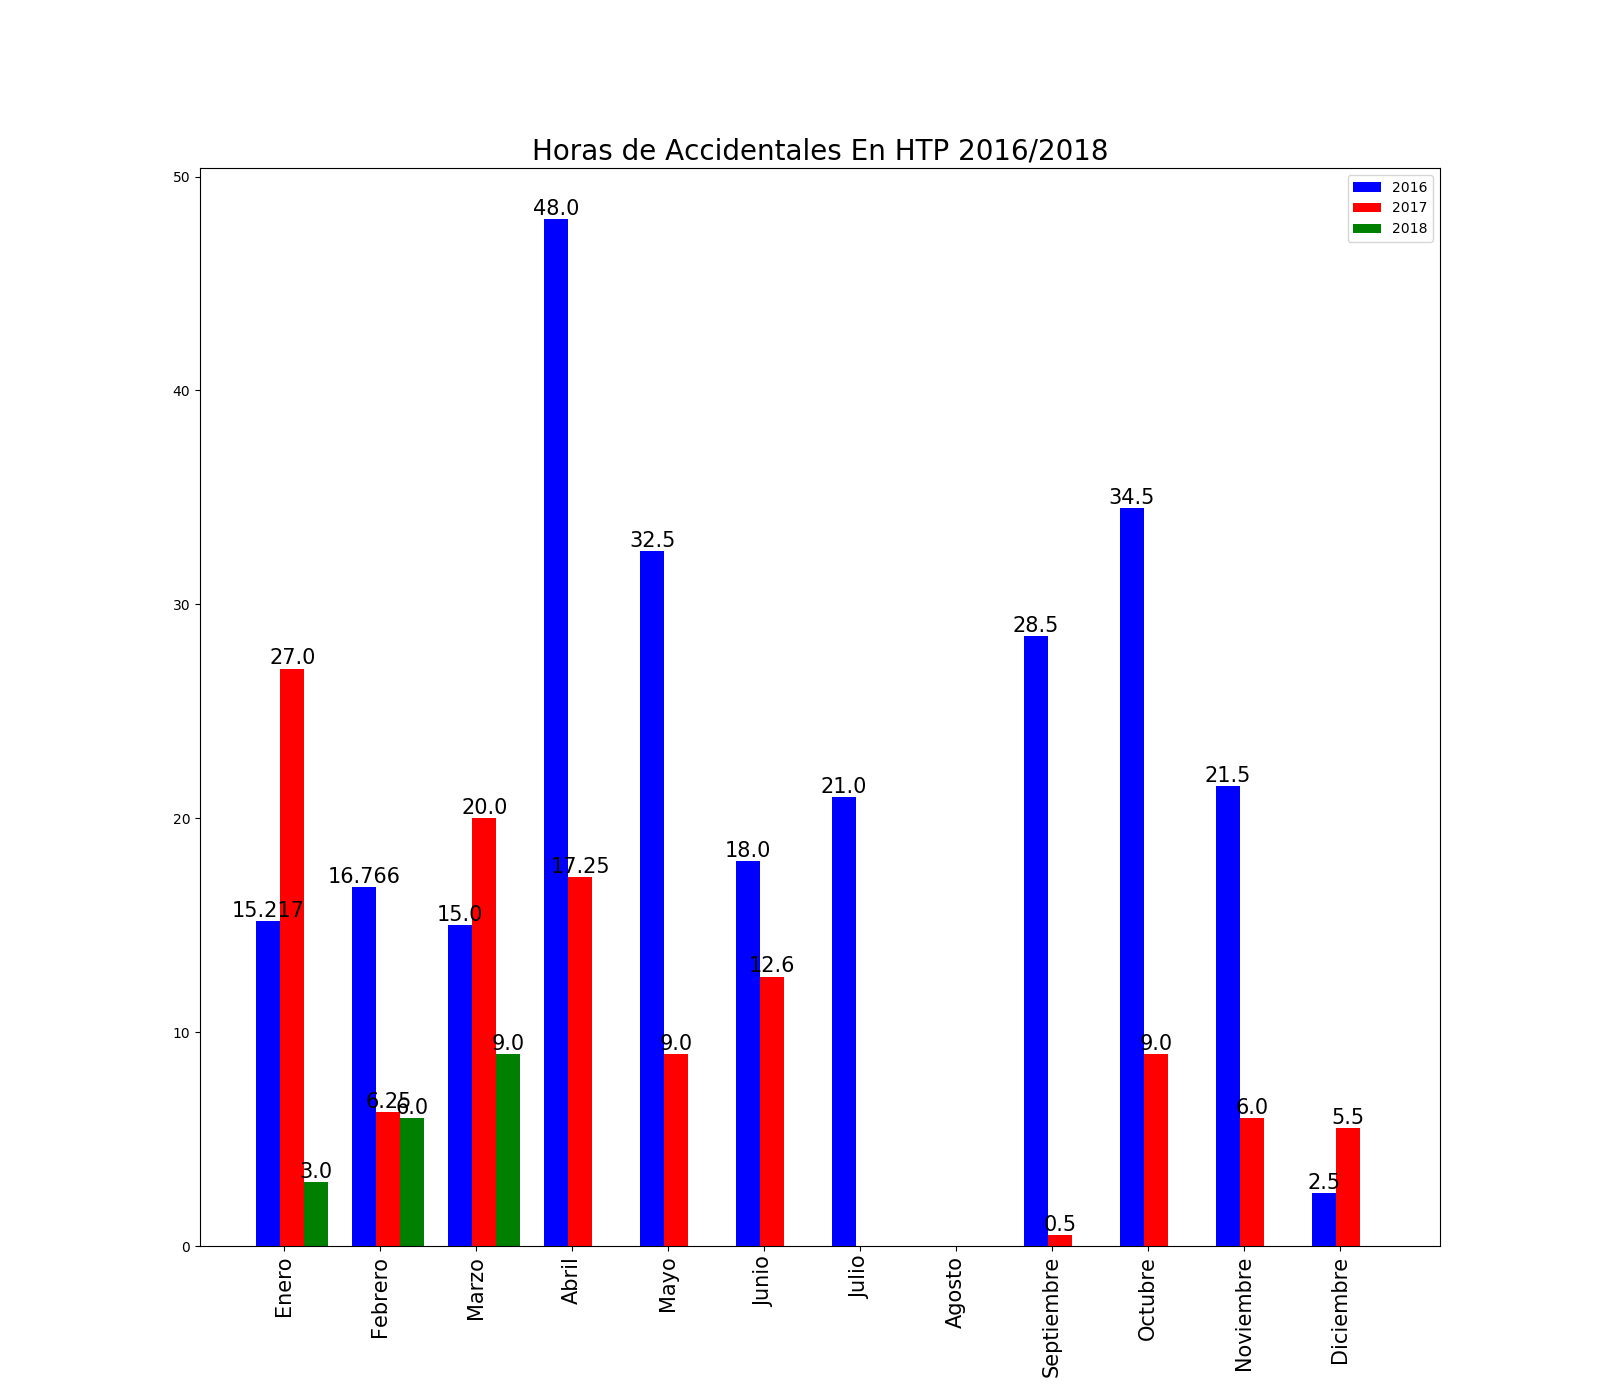 Horas de Accidentales En HTP 2016/2018
2016
2017
2018
50
40
30
20
10
0
15.217
27.0
3.0
16.766
6.25
6.0
15.0
20.0
9.0
48.0
17.25
32.5
9.0
18.0
12.6
21.0
28.5
0.5
34.5
9.0
21.5
6.0
2.5
5.5
Enero
Febrero
Marzo
Abril
Mayo
Junio
Julio
Agosto
Septiembre
Octubre
Noviembre
Diciembre